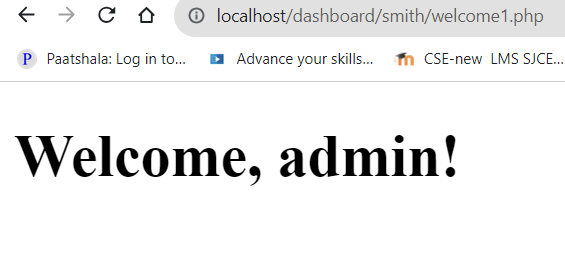 localhost/dashboard/smith/welcome1.php
P Paatshala: Log in to... Advance your skills... CSE-new LMS SJCE...
Welcome, admin!